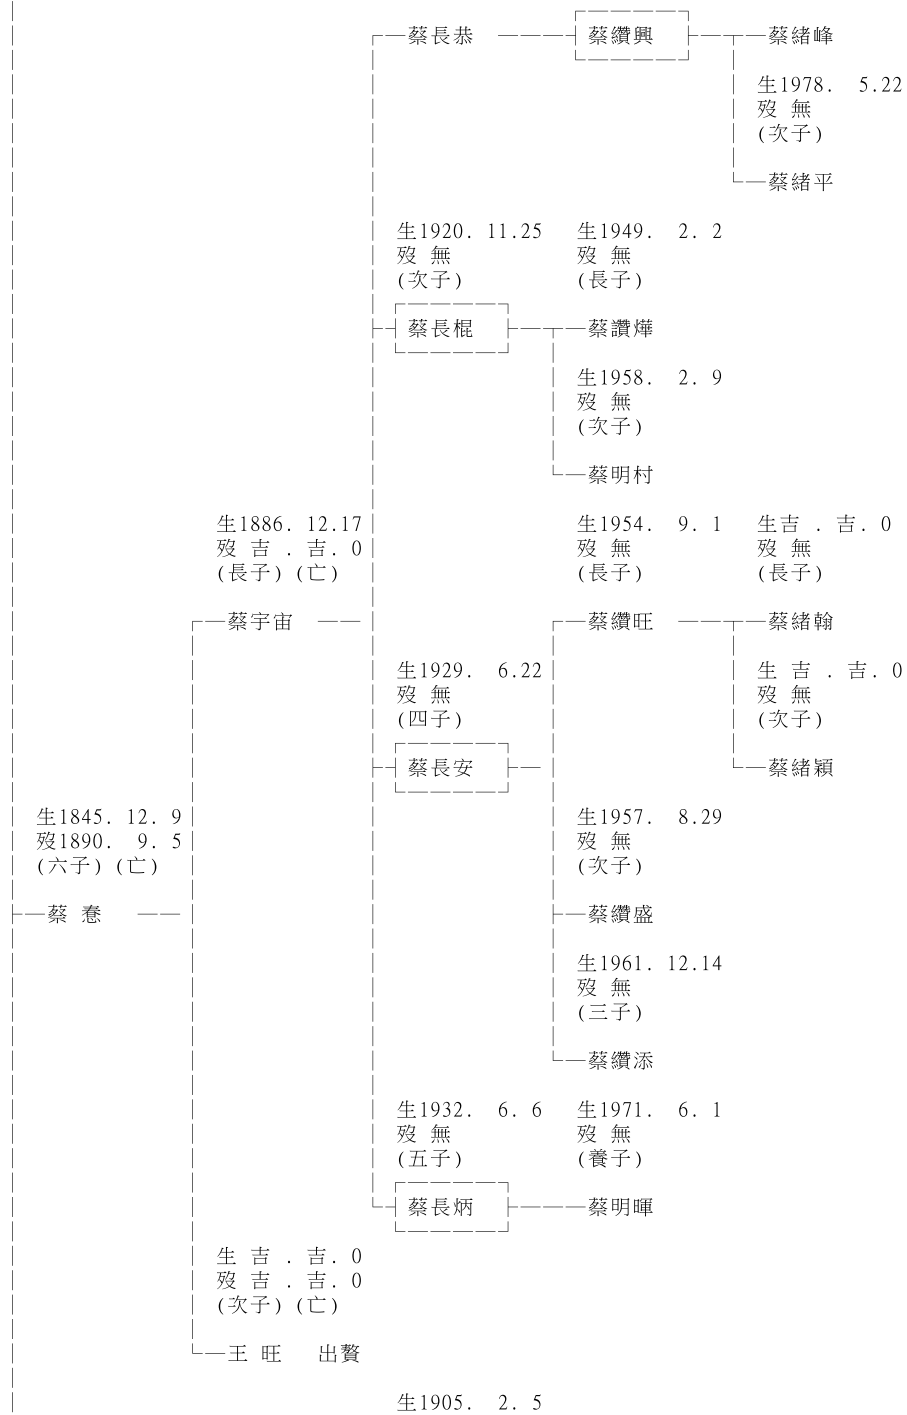 蔡長恭 蔡纘興 蔡緒峰
生1978. 5.22
歿 無
(次子)
蔡緒平
生1920. 11.25 生1949. 2. 2
歿 無 歿 無
(次子) (長子)
蔡長棍 蔡讚燁
生1958. 2. 9
歿 無
(次子)
蔡明村
生1886. 12.17 生1954. 9. 1 生吉 . 吉. 0
歿 吉 . 吉. 0 歿 無 歿 無
(長子)(亡) (長子) (長子)
蔡宇宙 蔡纘旺 蔡緒翰
生1929. 6.22 生 吉 . 吉. 0
歿 無 歿 無
(四子) (次子)
蔡長安 蔡緒穎
生1845. 12. 9 生1957. 8.29
歿1890. 9. 5 歿 無
(六子)(亡) (次子)
蔡 惷 蔡纘盛
生1961. 12.14
歿 無
(三子)
蔡纘添
生1932. 6. 6 生1971. 6. 1
歿 無 歿 無
(五子) (養子)
蔡長炳 蔡明暉
生 吉 . 吉. 0
歿 吉 . 吉. 0
(次子)(亡)
王 旺 出贅
生1905. 2. 5